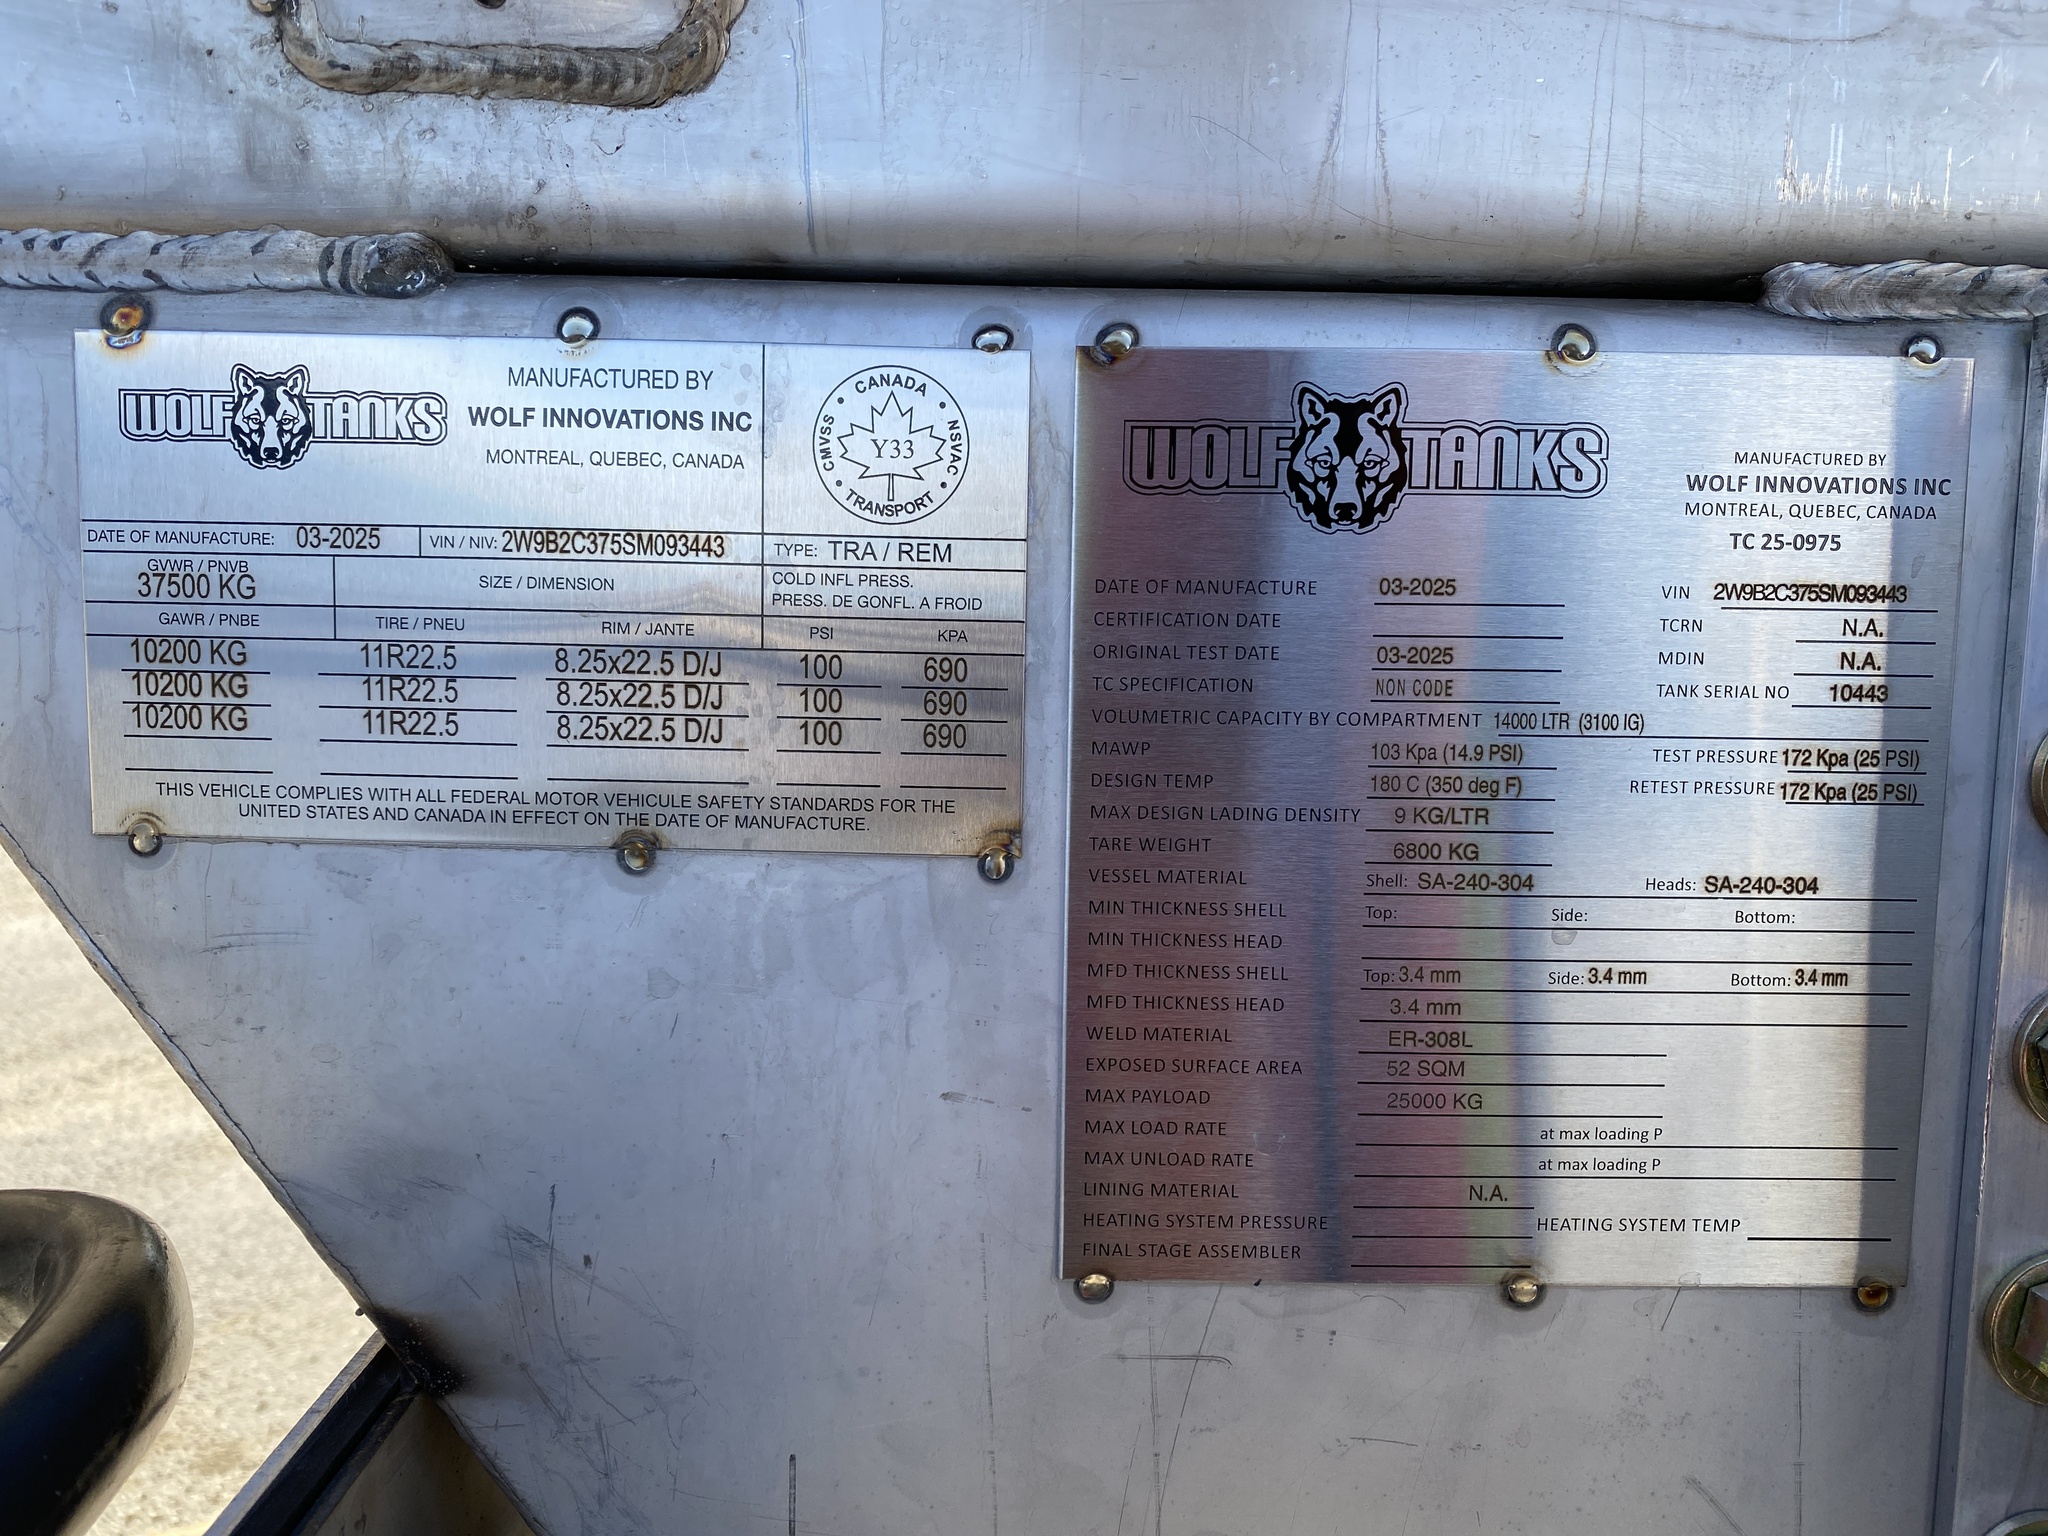 WOLF TANKS
MANUFACTURED BY
WOLF INNOVATIONS INC
MONTREAL, QUEBEC, CANADA
CANADA
CMVSS
NSVAC
Y33
TRANSPORT
DATE OF MANUFACTURE: 03-2025
VIN / NIV: 2W9B2C375SM093443
TYPE: TRA / REM
GVWR / PNVB
37500 KG
SIZE / DIMENSION
COLD INFL PRESS.
PRESS. DE GONFL. A FROID
GAWR / PNBE TIRE / PNEU RIM / JANTE PSI KPA
10200 KG 11R22.5 8.25x22.5 D/J 100 690
10200 KG 11R22.5 8.25x22.5 D/J 100 690
10200 KG 11R22.5 8.25x22.5 D/J 100 690
THIS VEHICLE COMPLIES WITH ALL FEDERAL MOTOR VEHICULE SAFETY STANDARDS FOR THE
UNITED STATES AND CANADA IN EFFECT ON THE DATE OF MANUFACTURE.
WOLF TANKS
MANUFACTURED BY
WOLF INNOVATIONS INC
MONTREAL, QUEBEC, CANADA
TC 25-0975
DATE OF MANUFACTURE 03-2025 VIN 2W9B2C375SM093443
CERTIFICATION DATE TCRN N.A.
ORIGINAL TEST DATE 03-2025 MDIN N.A.
TC SPECIFICATION NON CODE TANK SERIAL NO 10443
VOLUMETRIC CAPACITY BY COMPARTMENT 14000 LTR (3100 IG)
MAWP 103 Kpa (14.9 PSI) TEST PRESSURE 172 Kpa (25 PSI)
DESIGN TEMP 180 C (350 deg F) RETEST PRESSURE 172 Kpa (25 PSI)
MAX DESIGN LADING DENSITY 9 KG/LTR
TARE WEIGHT 6800 KG
VESSEL MATERIAL Shell: SA-240-304 Heads: SA-240-304
MIN THICKNESS SHELL Top: Side: Bottom:
MIN THICKNESS HEAD
MFD THICKNESS SHELL Top: 3.4 mm Side: 3.4 mm Bottom: 3.4 mm
MFD THICKNESS HEAD 3.4 mm
WELD MATERIAL ER-308L
EXPOSED SURFACE AREA 52 SQM
MAX PAYLOAD 25000 KG
MAX LOAD RATE at max loading P
MAX UNLOAD RATE at max loading P
LINING MATERIAL N.A.
HEATING SYSTEM PRESSURE HEATING SYSTEM TEMP
FINAL STAGE ASSEMBLER